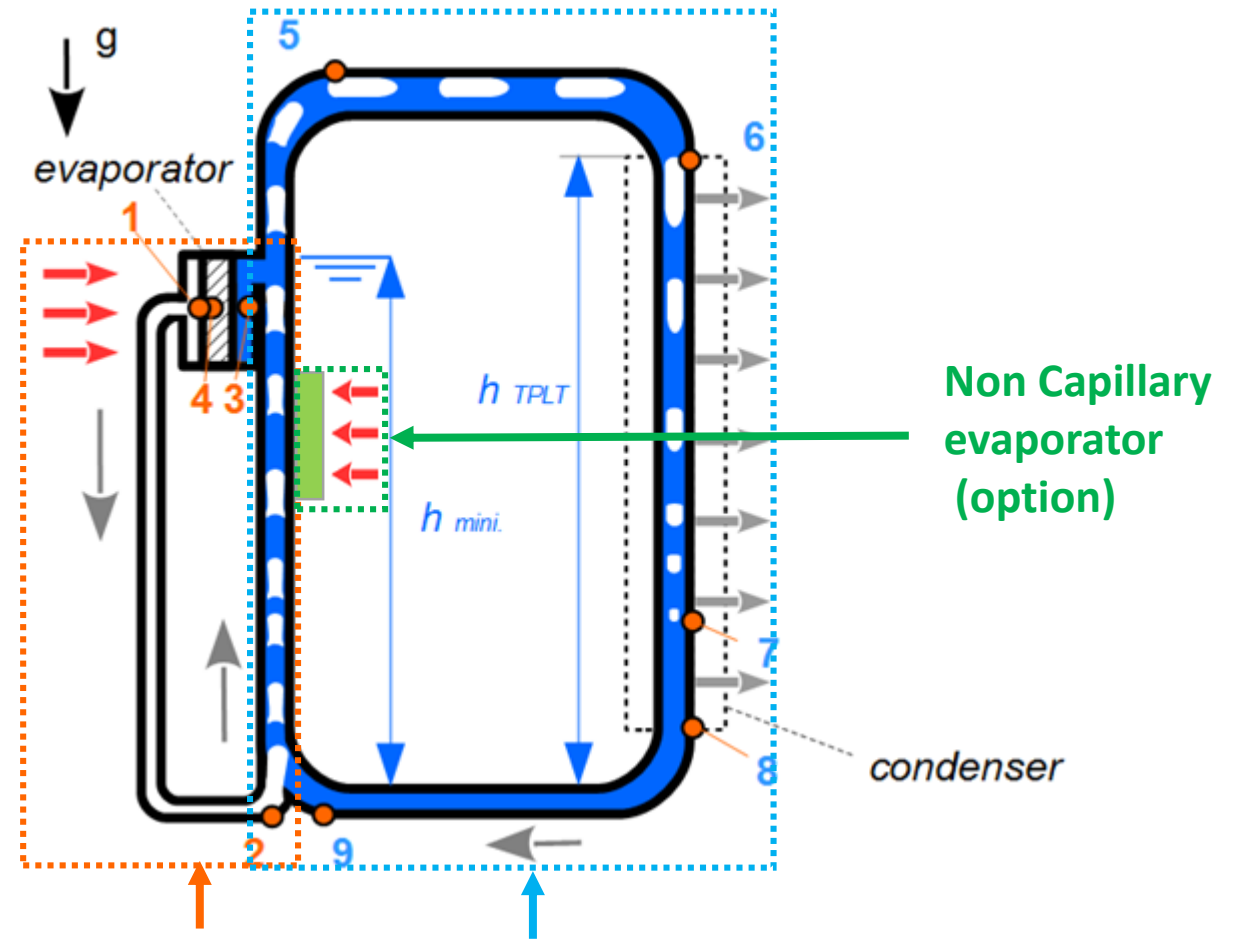 g
5
6
evaporator
1
4
3
h TPLT
h mini.
Non Capillary
evaporator
(option)
7
8
condenser
2
9